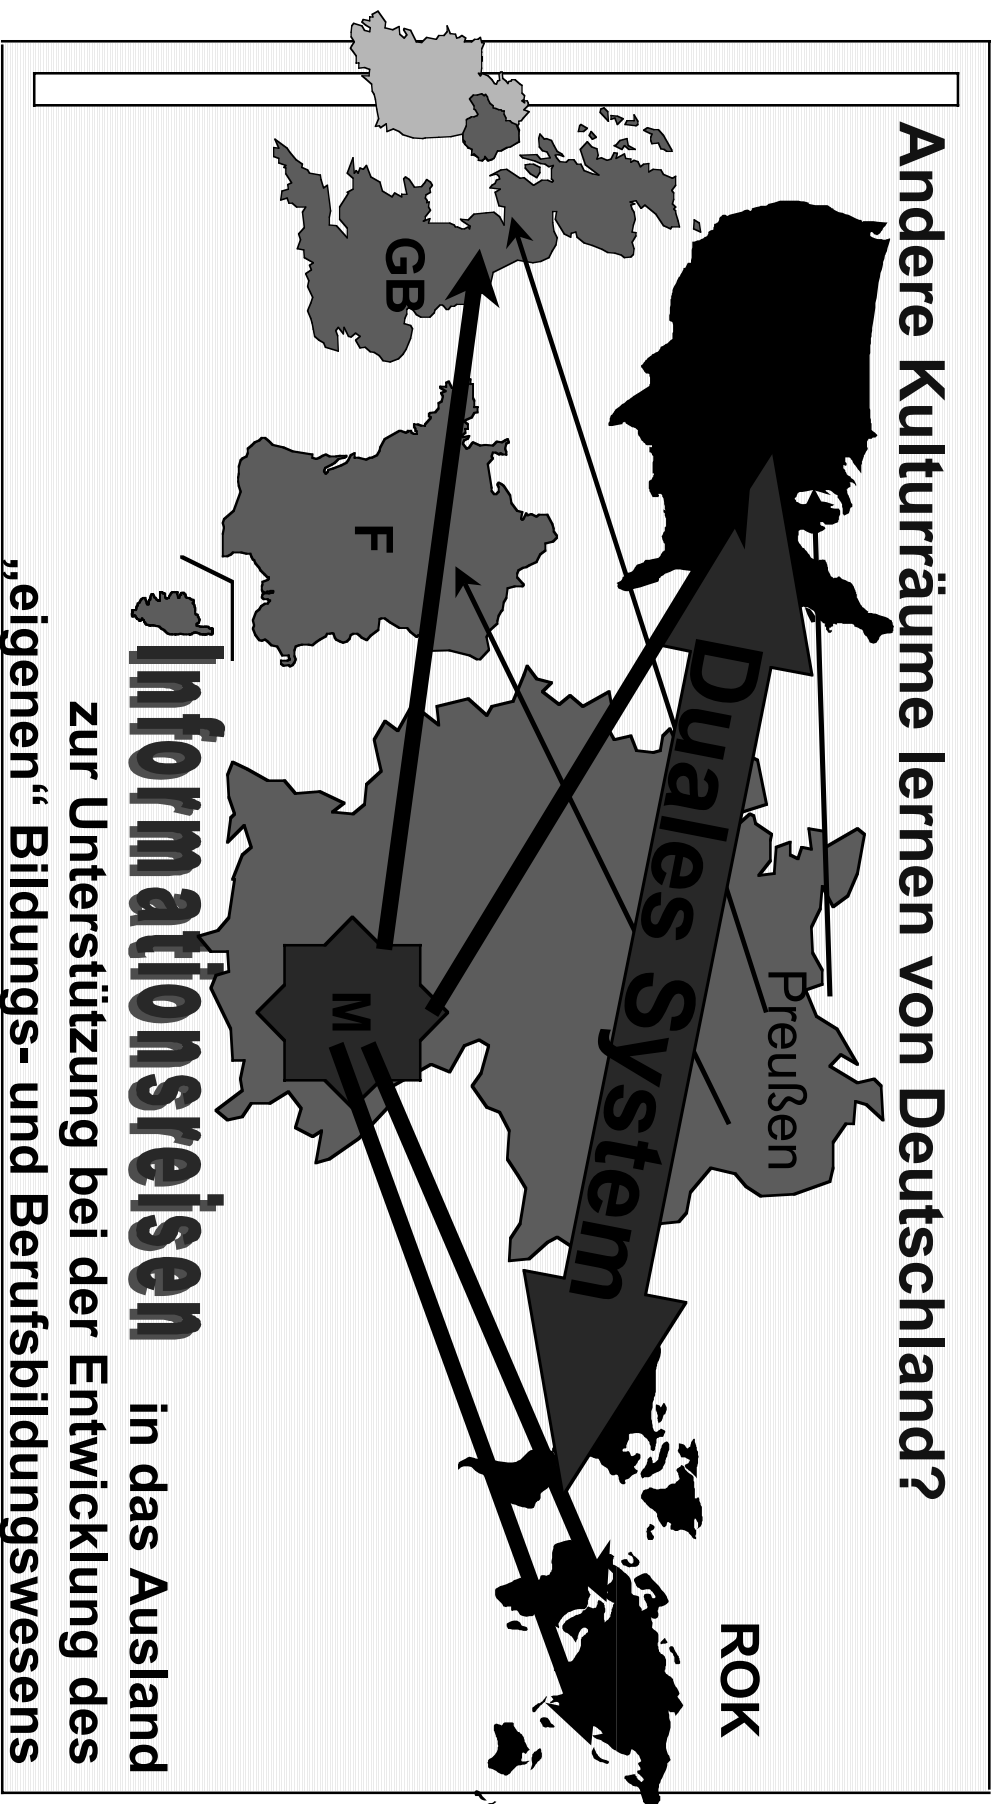 Andere Kulturräume lernen von Deutschland?
ROK
Preußen
Duales System
GB
F
M
Informationsreisen in das Ausland
zur Unterstützung bei der Entwicklung des
„eigenen“ Bildungs- und Berufsbildungswesens